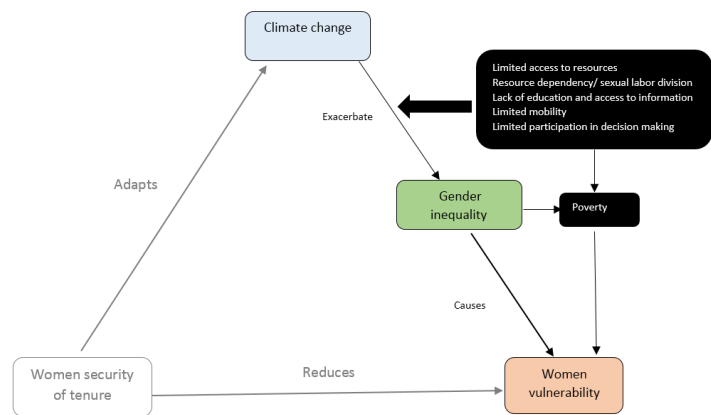 Climate change
Limited access to resources
Resource dependency/ sexual labor division
Lack of education and access to information
Limited mobility
Limited participation in decision making
Exacerbate
Adapts
Gender
inequality
Poverty
Causes
Women security
of tenure
Reduces
Women
vulnerability